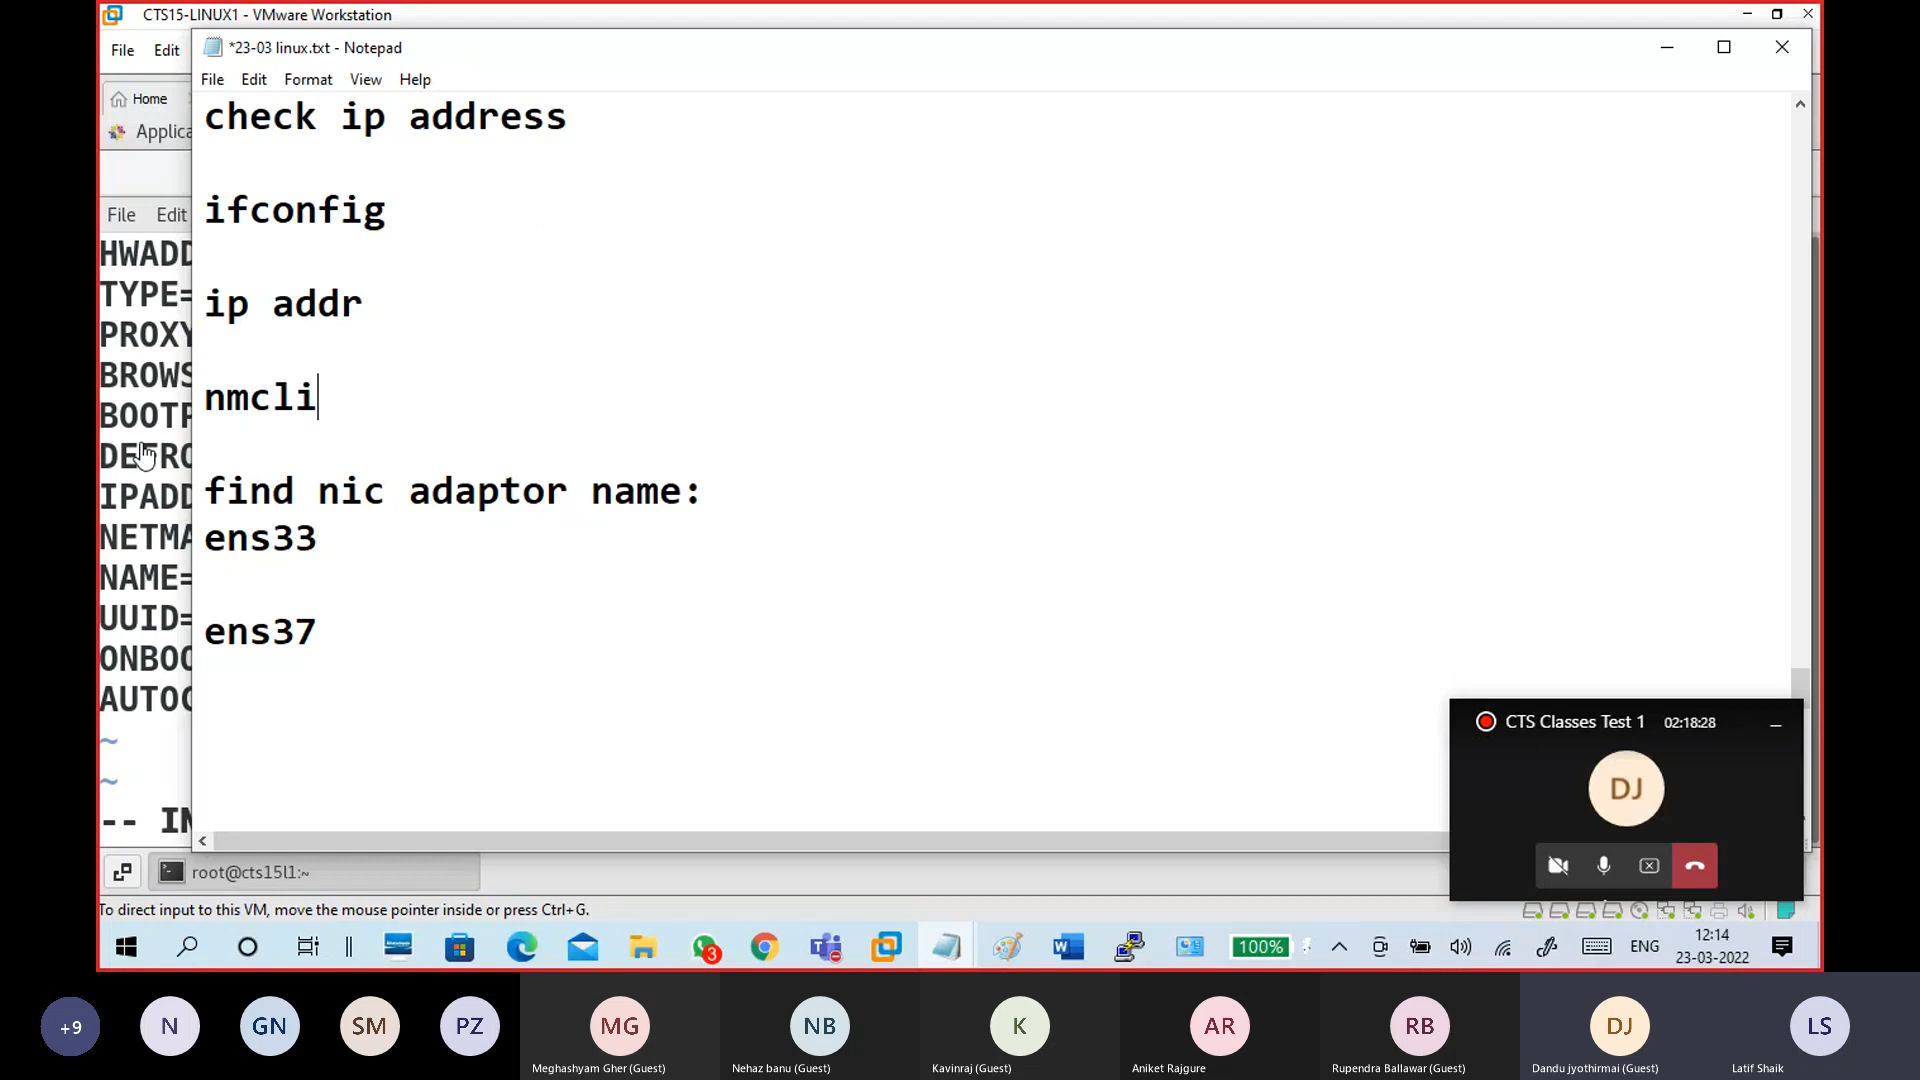 CTS15-LINUX1 - VMware Workstation
File Edit
*23-03 linux.txt - Notepad
File Edit Format View Help
Home
Applica
check ip address
ifconfig
ip addr
nmcli
find nic adaptor name:
ens33
ens37
File Edit
HWADD
TYPE=
PROXY
BROWS
BOOTP
DEFRO
IPADD
NETMA
NAME=
UUID=
ONBOO
AUTOC
~
~
-- IN
CTS Classes Test 1 02:18:28
DJ
root@cts15l1:~
To direct input to this VM, move the mouse pointer inside or press Ctrl+G.
3
100%
ENG
12:14
23-03-2022
+9
N
GN
SM
PZ
MG
Meghashyam Gher (Guest)
NB
Nehaz banu (Guest)
K
Kavinraj (Guest)
AR
Aniket Rajgure
RB
Rupendra Ballawar (Guest)
DJ
Dandu jyothirmai (Guest)
LS
Latif Shaik